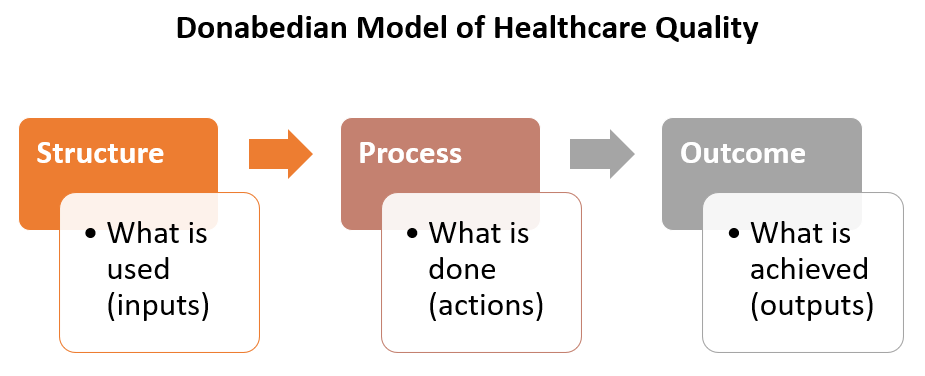 Donabedian Model of Healthcare Quality
Structure
• What is
used
(inputs)
Process
• What is
done
(actions)
Outcome
• What is
achieved
(outputs)